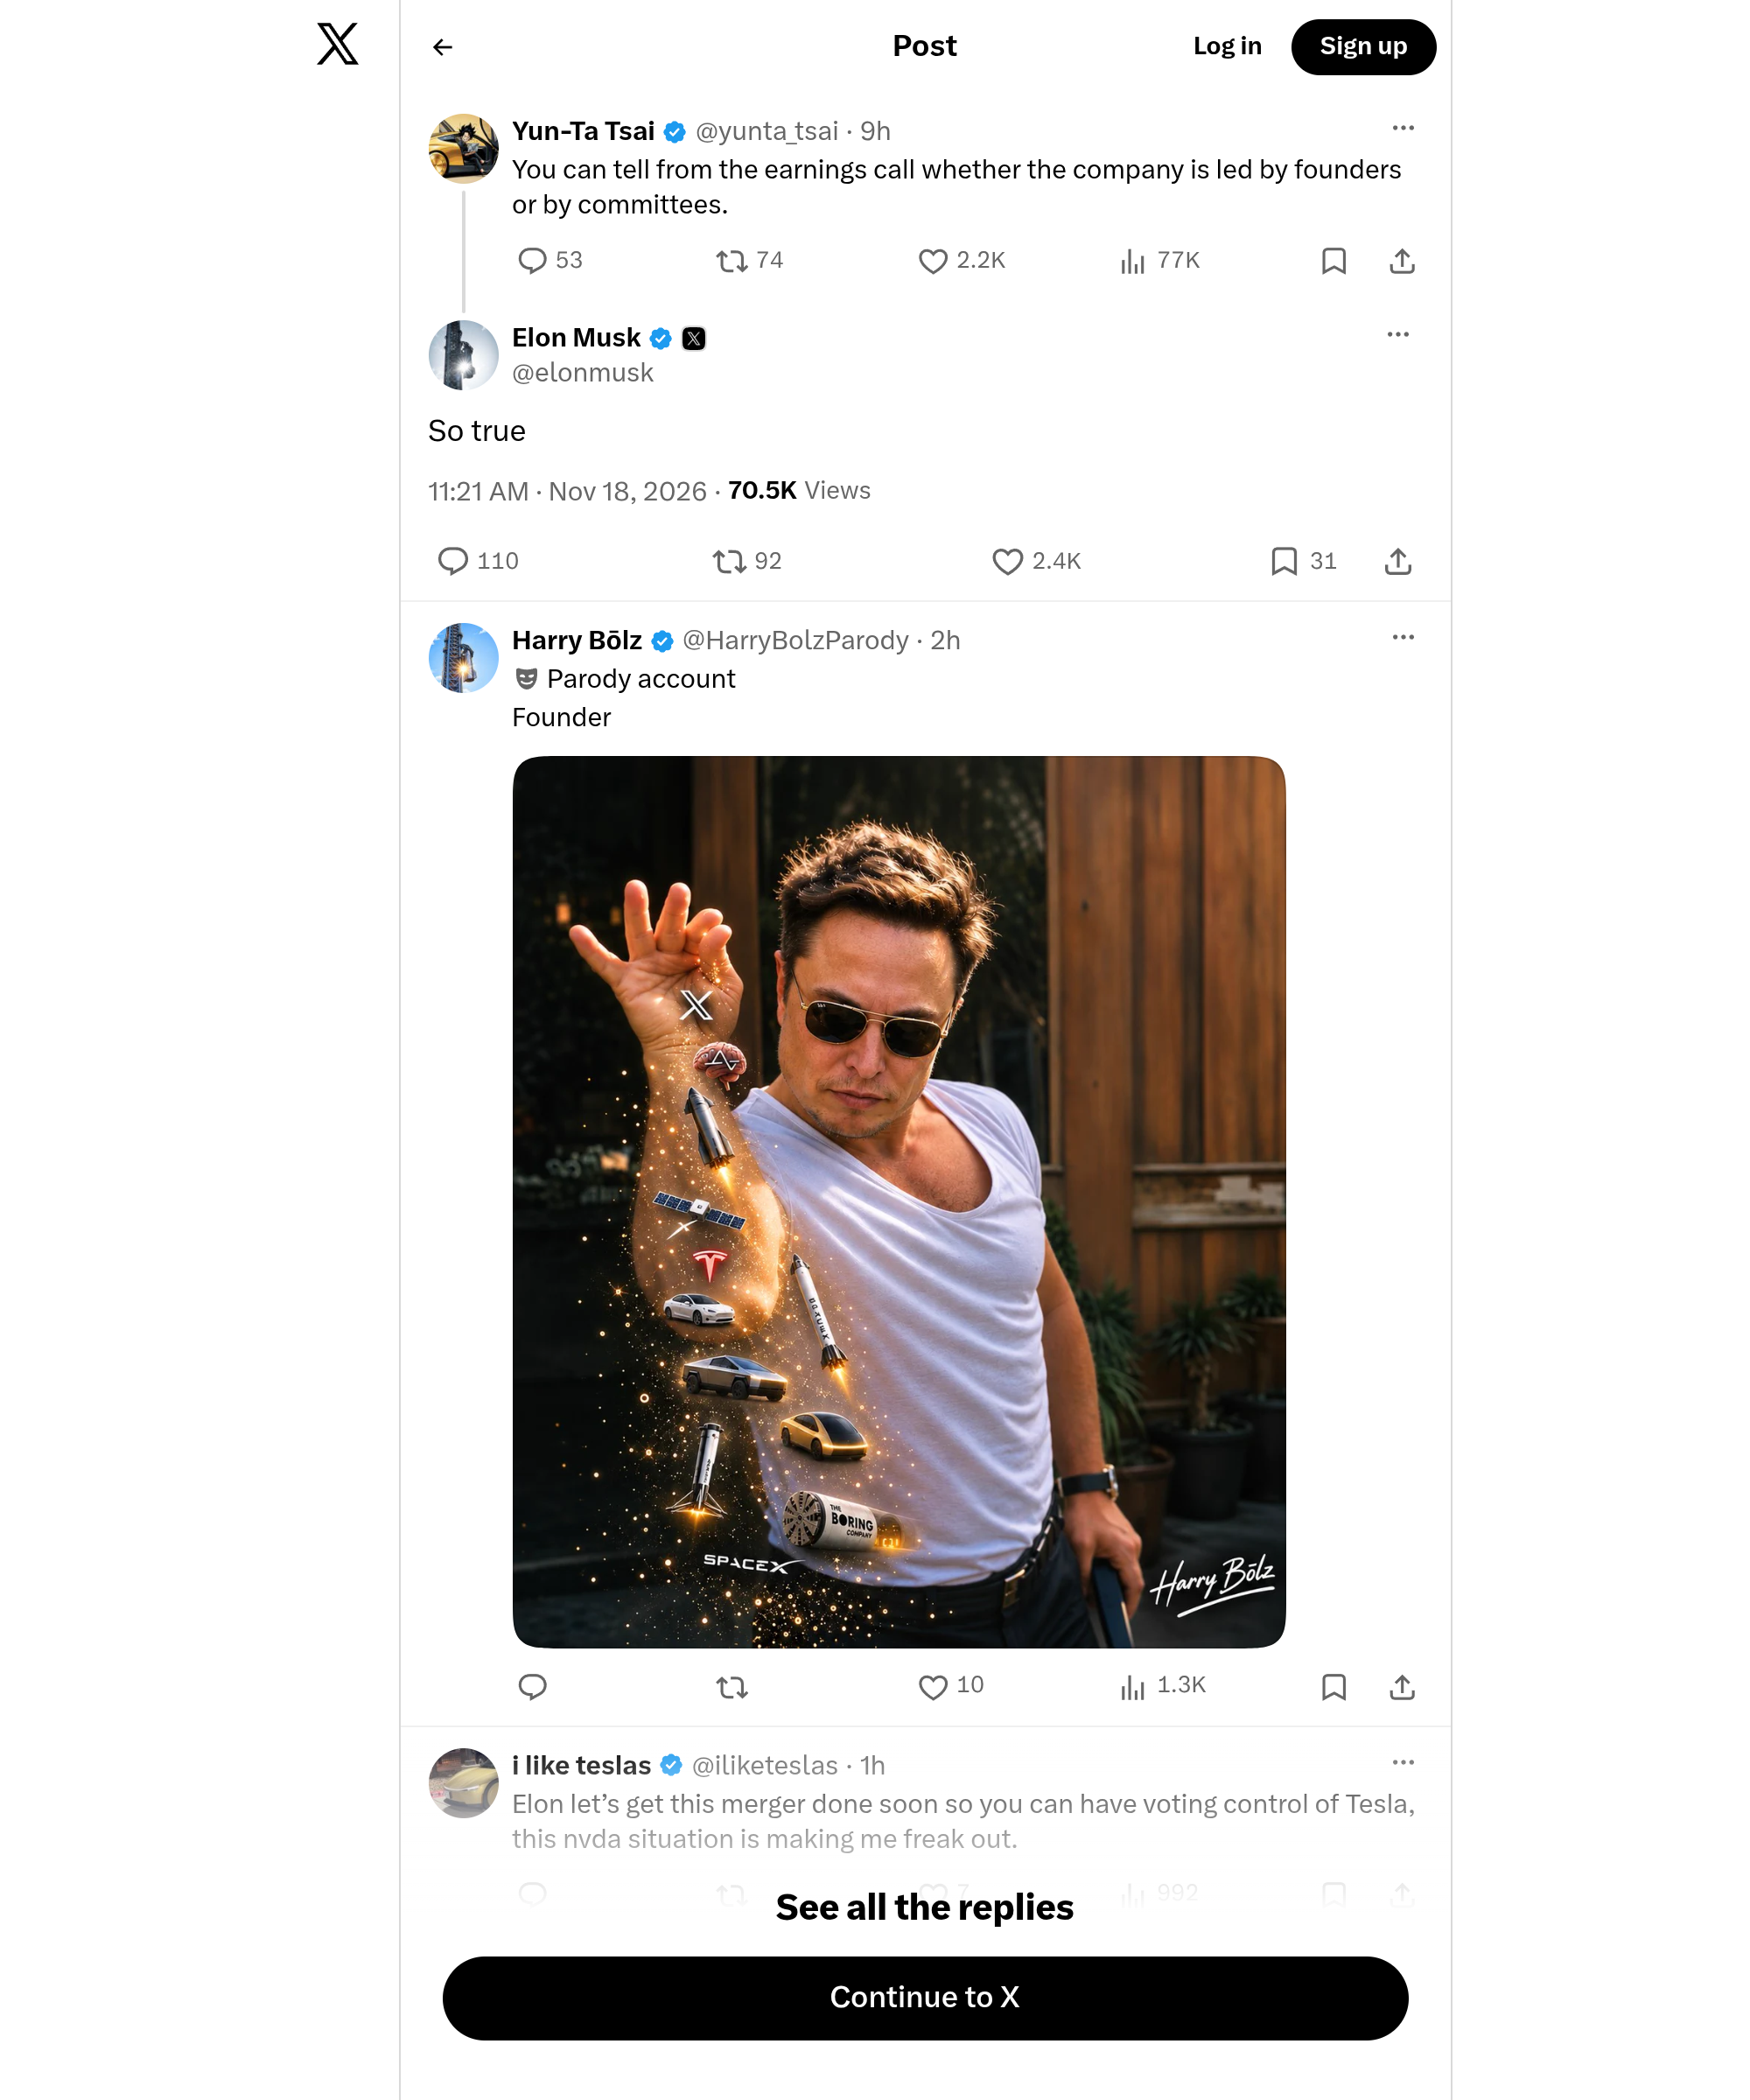 Post
Log in
Sign up
Yun-Ta Tsai @yunta_tsai · 9h
You can tell from the earnings call whether the company is led by founders
or by committees.
53 74 2.2K 77K
Elon Musk
@elonmusk
So true
11:21 AM · Nov 18, 2026 · 70.5K Views
110 92 2.4K 31
Harry Bōlz @HarryBolzParody · 2h
Parody account
Founder
THE
BORING
COMPANY
SPACEX
Harry Bōlz
10 1.3K
i like teslas @iliketeslas · 1h
Elon let’s get this merger done soon so you can have voting control of Tesla,
this nvda situation is making me freak out.
7 992
See all the replies
Continue to X